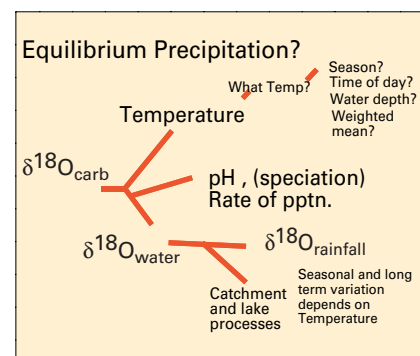 Equilibrium Precipitation?
What Temp?
Season?
Time of day?
Water depth?
Weighted
mean?
Temperature
δ18Ocarb
pH , (speciation)
Rate of pptn.
δ18Owater
δ18Orainfall
Catchment
and lake
processes
Seasonal and long
term variation
depends on
Temperature